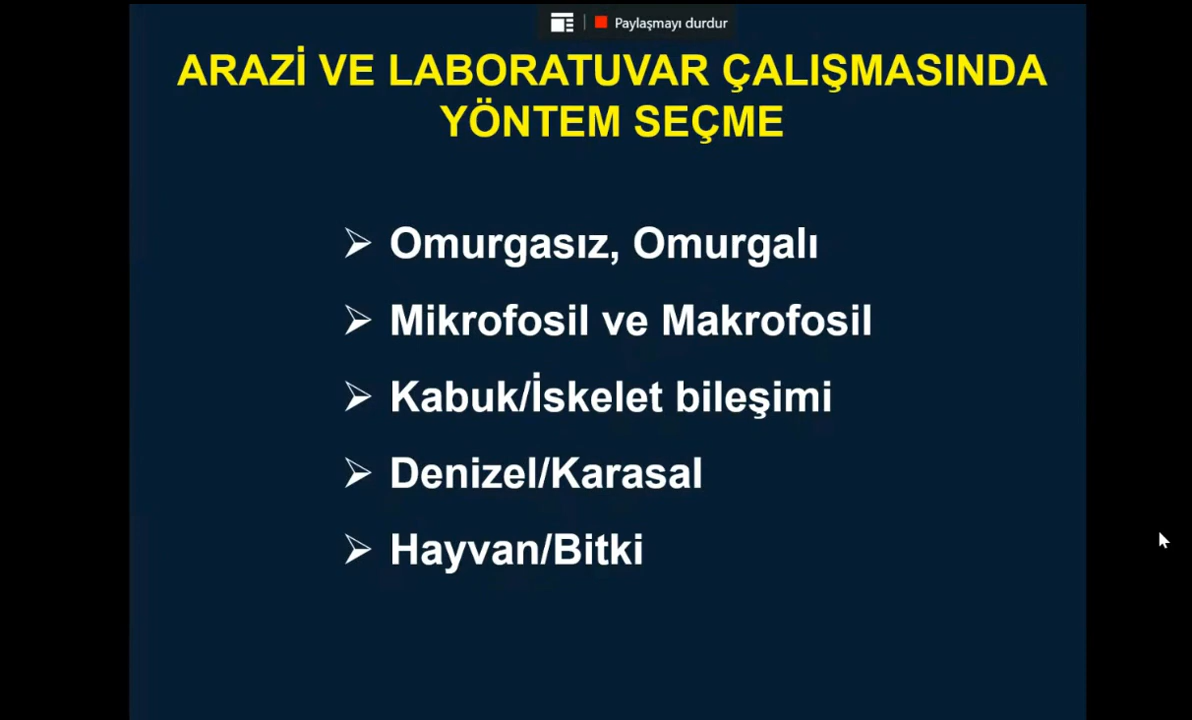 Paylaşmayı durdur
ARAZİ VE LABORATUVAR ÇALIŞMASINDA
YÖNTEM SEÇME
Omurgasız, Omurgalı
Mikrofosil ve Makrofosil
Kabuk/İskelet bileşimi
Denizel/Karasal
Hayvan/Bitki